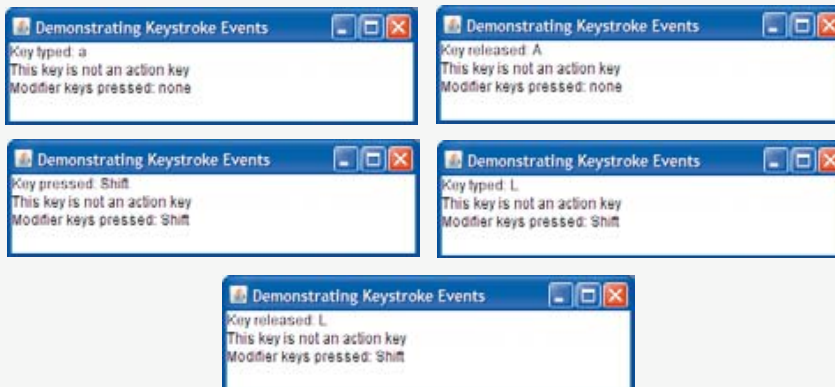 Demonstrating Keystroke Events
Key typed: a
This key is not an action key
Modifier keys pressed: none
Demonstrating Keystroke Events
Key released: A
This key is not an action key
Modifier keys pressed: none
Demonstrating Keystroke Events
Key pressed: Shift
This key is not an action key
Modifier keys pressed: Shift
Demonstrating Keystroke Events
Key typed: L
This key is not an action key
Modifier keys pressed: Shift
Demonstrating Keystroke Events
Key released: L
This key is not an action key
Modifier keys pressed: Shift